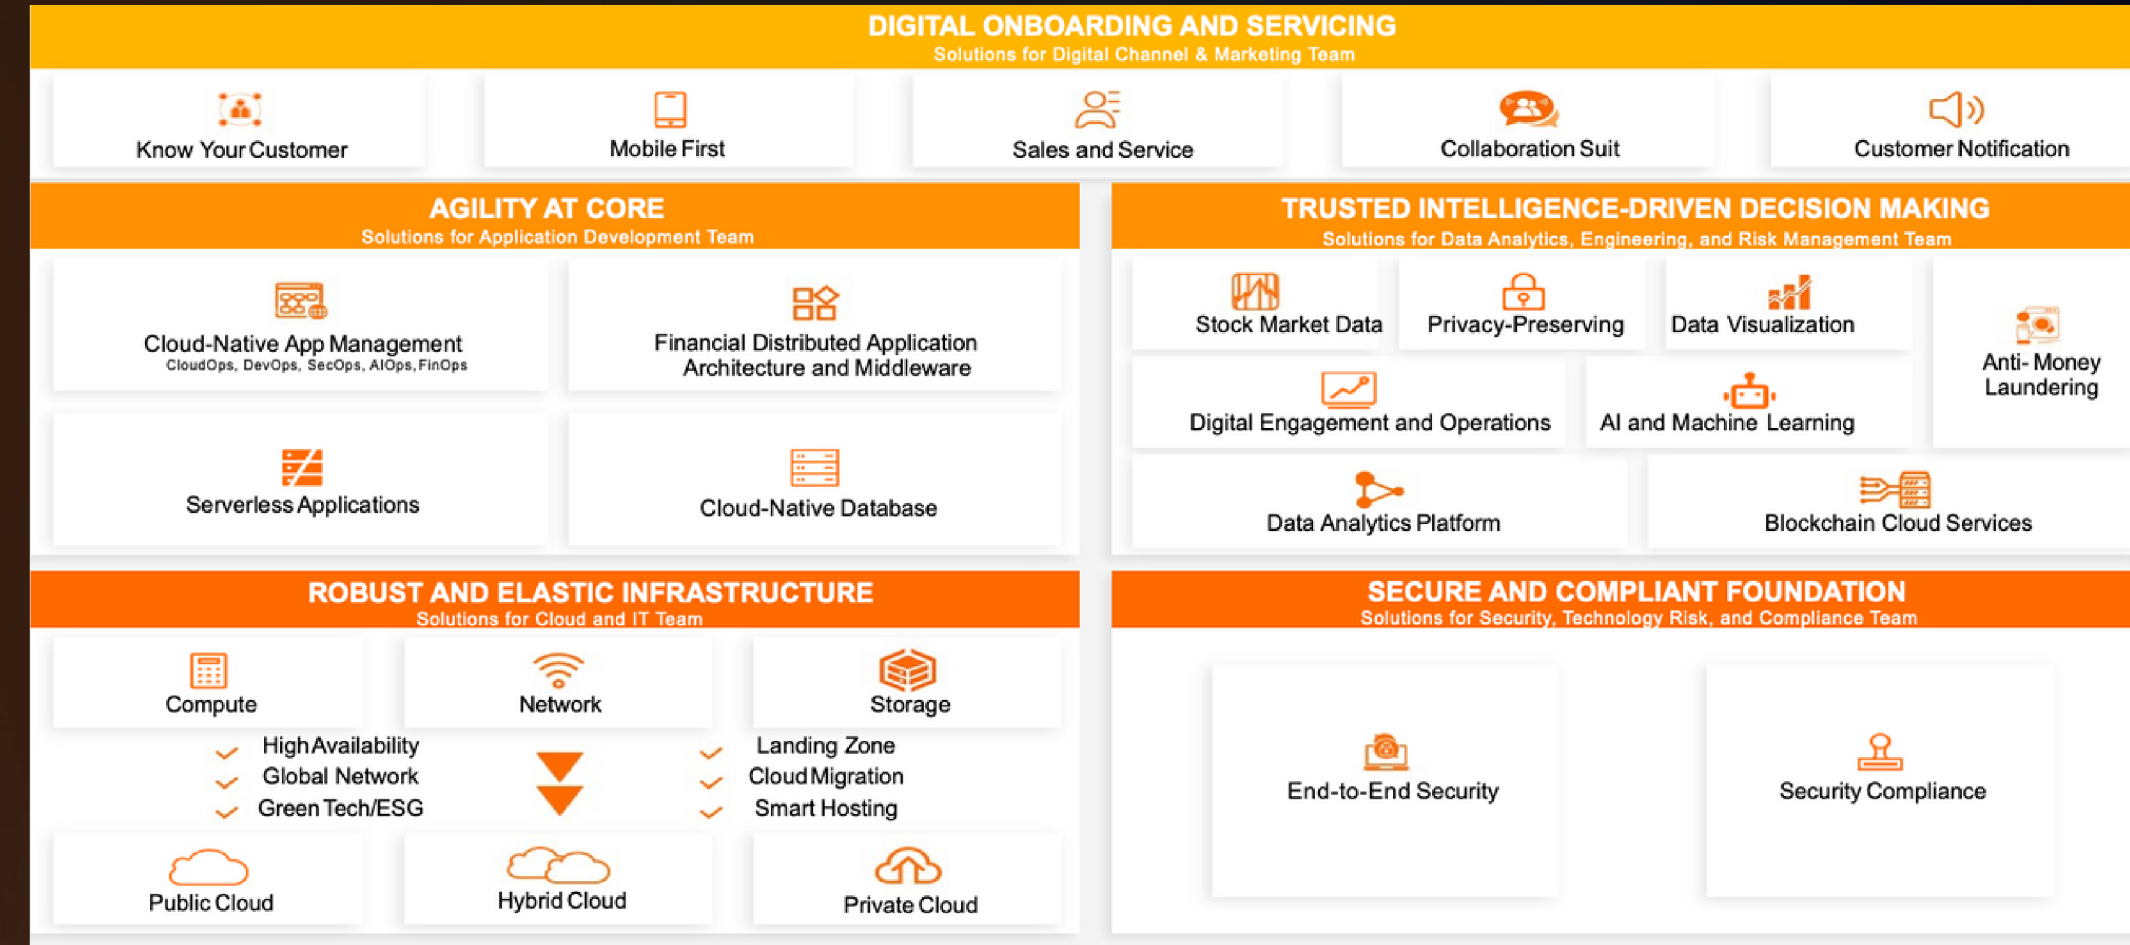 DIGITAL ONBOARDING AND SERVICING
Solutions for Digital Channel & Marketing Team
Know Your Customer
Mobile First
Sales and Service
Collaboration Suit
Customer Notification
AGILITY AT CORE
Solutions for Application Development Team
Cloud-Native App Management
CloudOps, DevOps, SecOps, AIOps, FinOps
Financial Distributed Application
Architecture and Middleware
Serverless Applications
Cloud-Native Database
TRUSTED INTELLIGENCE-DRIVEN DECISION MAKING
Solutions for Data Analytics, Engineering, and Risk Management Team
Stock Market Data
Privacy-Preserving
Data Visualization
Anti- Money
Laundering
Digital Engagement and Operations
AI and Machine Learning
Data Analytics Platform
Blockchain Cloud Services
ROBUST AND ELASTIC INFRASTRUCTURE
Solutions for Cloud and IT Team
Compute
Network
Storage
High Availability
Global Network
Green Tech/ESG
Landing Zone
Cloud Migration
Smart Hosting
Public Cloud
Hybrid Cloud
Private Cloud
SECURE AND COMPLIANT FOUNDATION
Solutions for Security, Technology Risk, and Compliance Team
End-to-End Security
Security Compliance